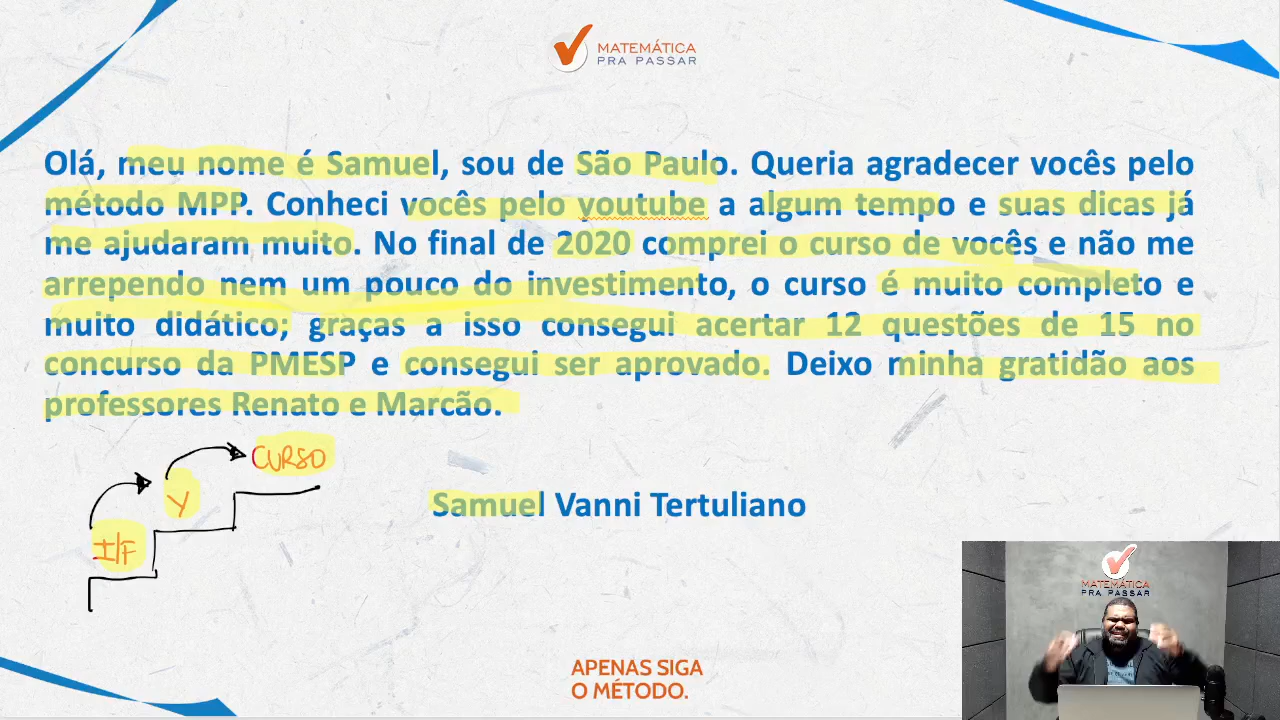 MATEMÁTICA
PRA PASSAR
Olá, meu nome é Samuel, sou de São Paulo. Queria agradecer vocês pelo
método MPP. Conheci vocês pelo youtube a algum tempo e suas dicas já
me ajudaram muito. No final de 2020 comprei o curso de vocês e não me
arrependo nem um pouco do investimento, o curso é muito completo e
muito didático; graças a isso consegui acertar 12 questões de 15 no
concurso da PMESP e consegui ser aprovado. Deixo minha gratidão aos
professores Renato e Marcão.
CURSO
Y
I/F
Samuel Vanni Tertuliano
MATEMÁTICA
PRA PASSAR
APENAS SIGA
O MÉTODO.